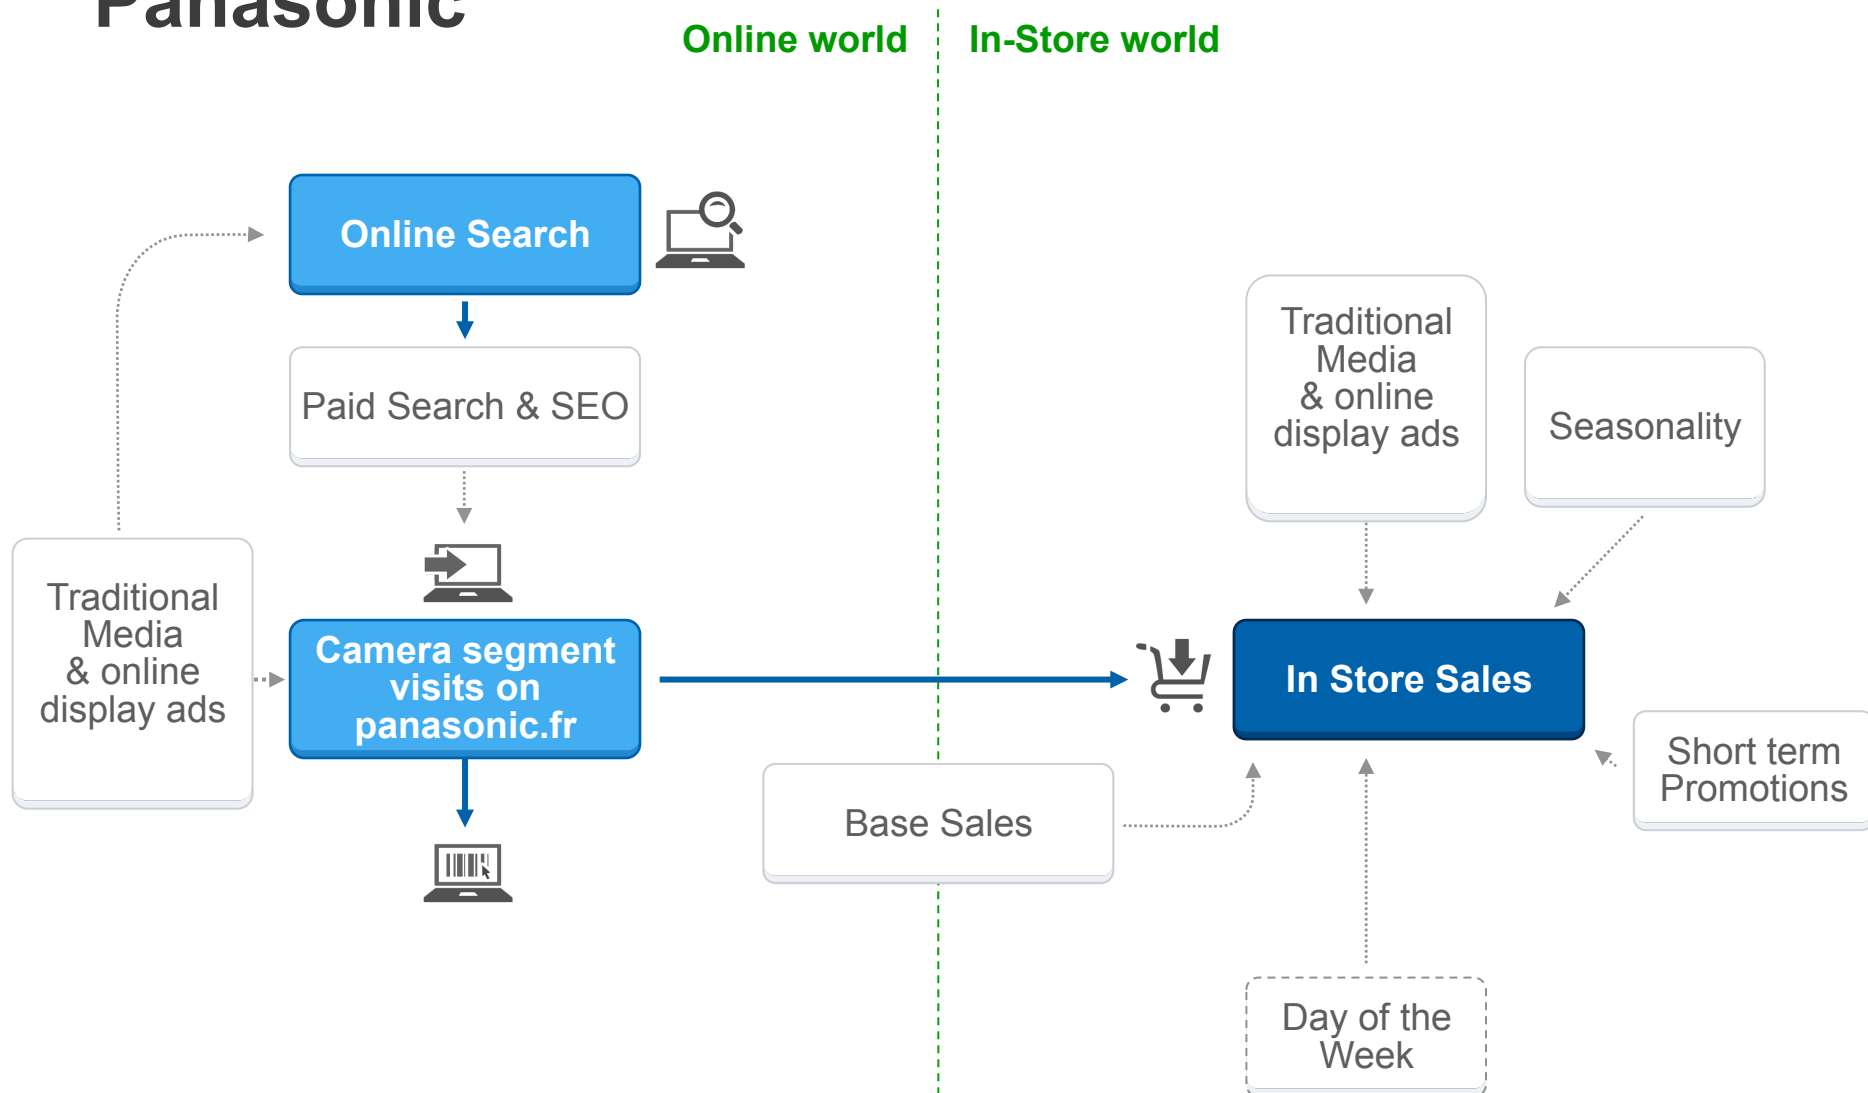 Panasonic
Online world
In-Store world
Online Search
Paid Search & SEO
Traditional
Media
& online
display ads
Camera segment
visits on
panasonic.fr
Traditional
Media
& online
display ads
Seasonality
In Store Sales
Short term
Promotions
Base Sales
Day of the
Week